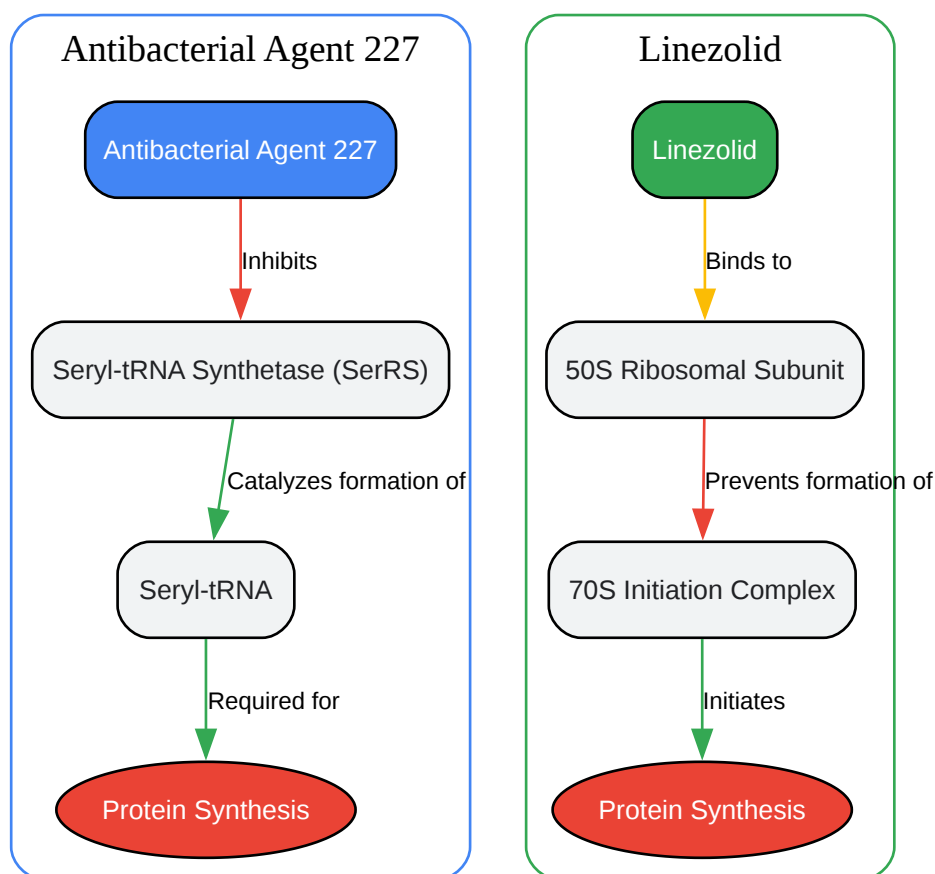 Antibacterial Agent 227
Antibacterial Agent 227
Inhibits
Seryl-tRNA Synthetase (SerRS)
Catalyzes formation of
Seryl-tRNA
Required for
Protein Synthesis
Linezolid
Linezolid
Binds to
50S Ribosomal Subunit
Prevents formation of
70S Initiation Complex
Initiates
Protein Synthesis